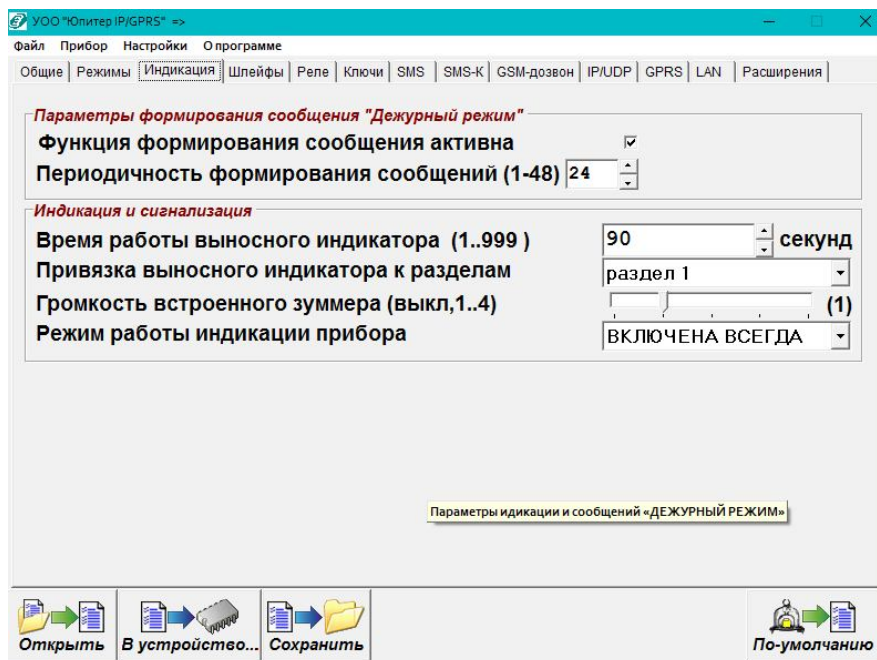 УОО "Юпитер IP/GPRS" =>
Файл Прибор Настройки О программе
Общие Режимы Индикация Шлейфы Реле Ключи SMS SMS-К GSM-дозвон IP/UDP GPRS LAN Расширения
Параметры формирования сообщения "Дежурный режим"
Функция формирования сообщения активна
Периодичность формирования сообщений (1-48) 24
Индикация и сигнализация
Время работы выносного индикатора (1..999 ) 90 секунд
Привязка выносного индикатора к разделам раздел 1
Громкость встроенного зуммера (выкл,1..4) (1)
Режим работы индикации прибора ВКЛЮЧЕНА ВСЕГДА
Параметры идикации и сообщений «ДЕЖУРНЫЙ РЕЖИМ»
Открыть В устройство... Сохранить По-умолчанию